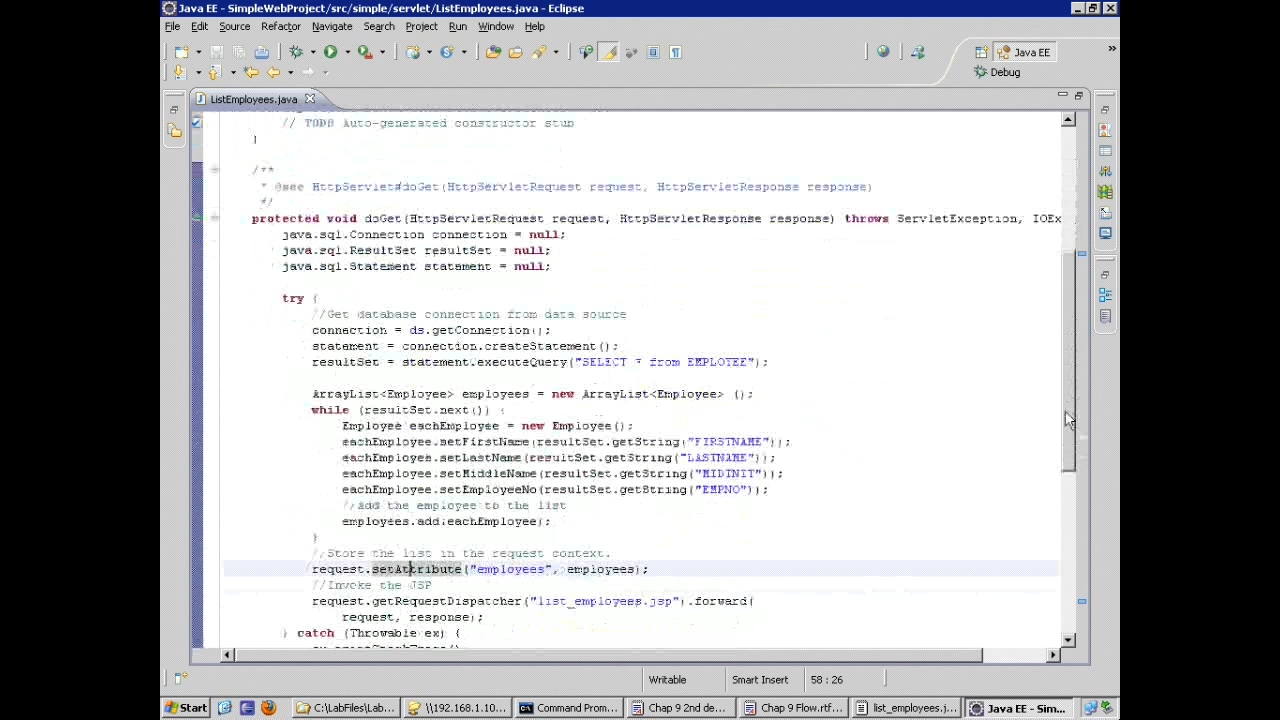 Java EE - SimpleWebProject/src/simple/servlet/ListEmployees.java - Eclipse
File Edit Source Refactor Navigate Search Project Run Window Help
Java EE
Debug
ListEmployees.java
// TODO Auto-generated constructor stub
}
/**
* @see HttpServlet#doGet(HttpServletRequest request, HttpServletResponse response)
*/
protected void doGet(HttpServletRequest request, HttpServletResponse response) throws ServletException, IOEx
java.sql.Connection connection = null;
java.sql.ResultSet resultSet = null;
java.sql.Statement statement = null;
try {
//Get database connection from data source
connection = ds.getConnection();
statement = connection.createStatement();
resultSet = statement.executeQuery("SELECT * from EMPLOYEE");
ArrayList<Employee> employees = new ArrayList<Employee> ();
while (resultSet.next()) {
Employee eachEmployee = new Employee();
eachEmployee.setFirstName(resultSet.getString("FIRSTNAME"));
eachEmployee.setLastName(resultSet.getString("LASTNAME"));
eachEmployee.setMiddleName(resultSet.getString("MIDINIT"));
eachEmployee.setEmployeeNo(resultSet.getString("EMPNO"));
//Add the employee to the list
employees.add(eachEmployee);
}
//Store the list in the request context.
request.setAttribute("employees", employees);
//Invoke the JSP
request.getRequestDispatcher("list_employees.jsp").forward(
request, response);
} catch (Throwable ex) {
Writable Smart Insert 58 : 26
Start C:\LabFiles\Lab... \\192.168.1.10... Command Prom... Chap 9 2nd de... Chap 9 Flow.rtf... list_employees.j... Java EE - Sim...